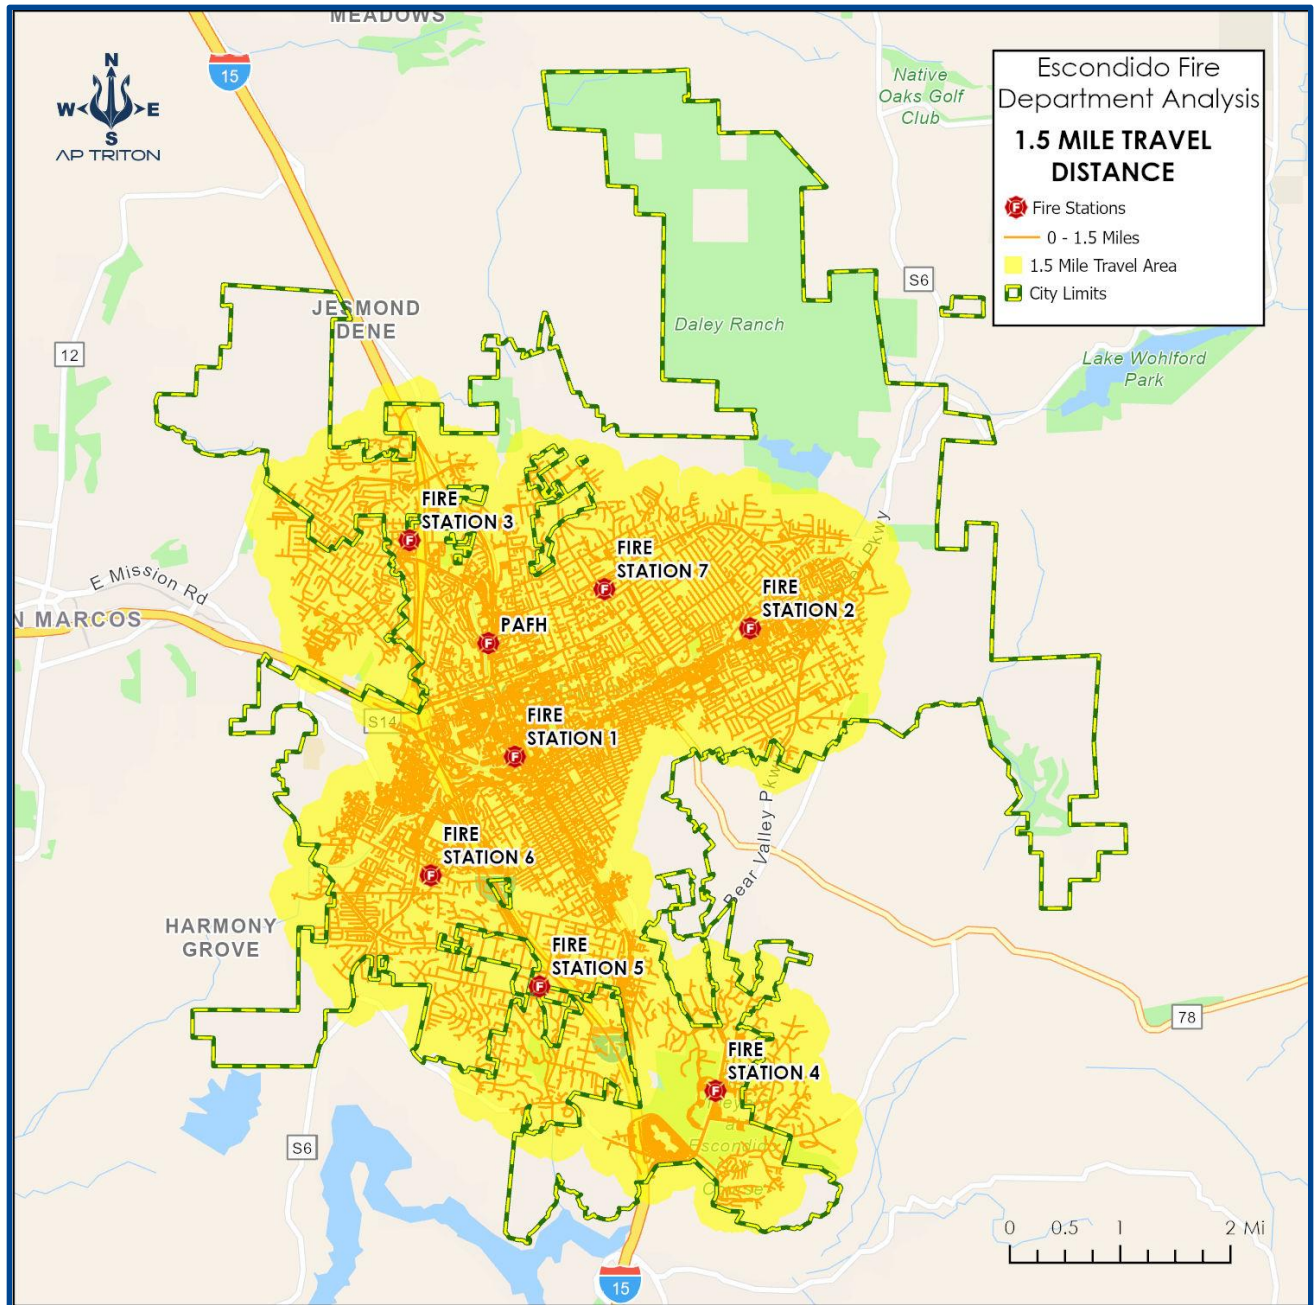 MEADOWS
15
N
W E
S
AP TRITON
Native
Oaks Golf
Club
Escondido Fire
Department Analysis
1.5 MILE TRAVEL
DISTANCE
F Fire Stations
0 - 1.5 Miles
1.5 Mile Travel Area
City Limits
S6
JESMOND
DENE
Daley Ranch
12
Lake Wohlford
Park
FIRE
STATION 3
F
FIRE
STATION 7
F
Pkwy
E Mission Rd
FIRE
STATION 2
F
N MARCOS
PAFH
F
S14
FIRE
STATION 1
F
Bear Valley Pkwy
FIRE
STATION 6
F
HARMONY
GROVE
FIRE
STATION 5
F
78
15
FIRE
STATION 4
F
Escondido
S6
0 0.5 1 2 Mi
15